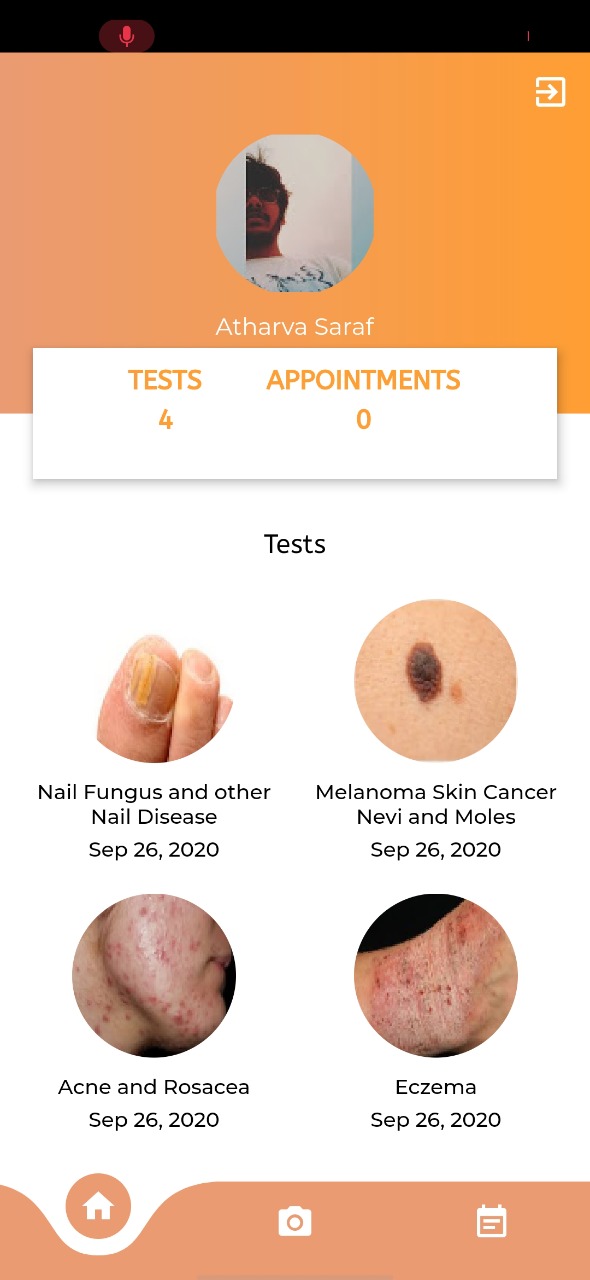 Atharva Saraf
TESTS APPOINTMENTS
4 0
Tests
Nail Fungus and other
Nail Disease
Sep 26, 2020
Melanoma Skin Cancer
Nevi and Moles
Sep 26, 2020
Acne and Rosacea
Sep 26, 2020
Eczema
Sep 26, 2020